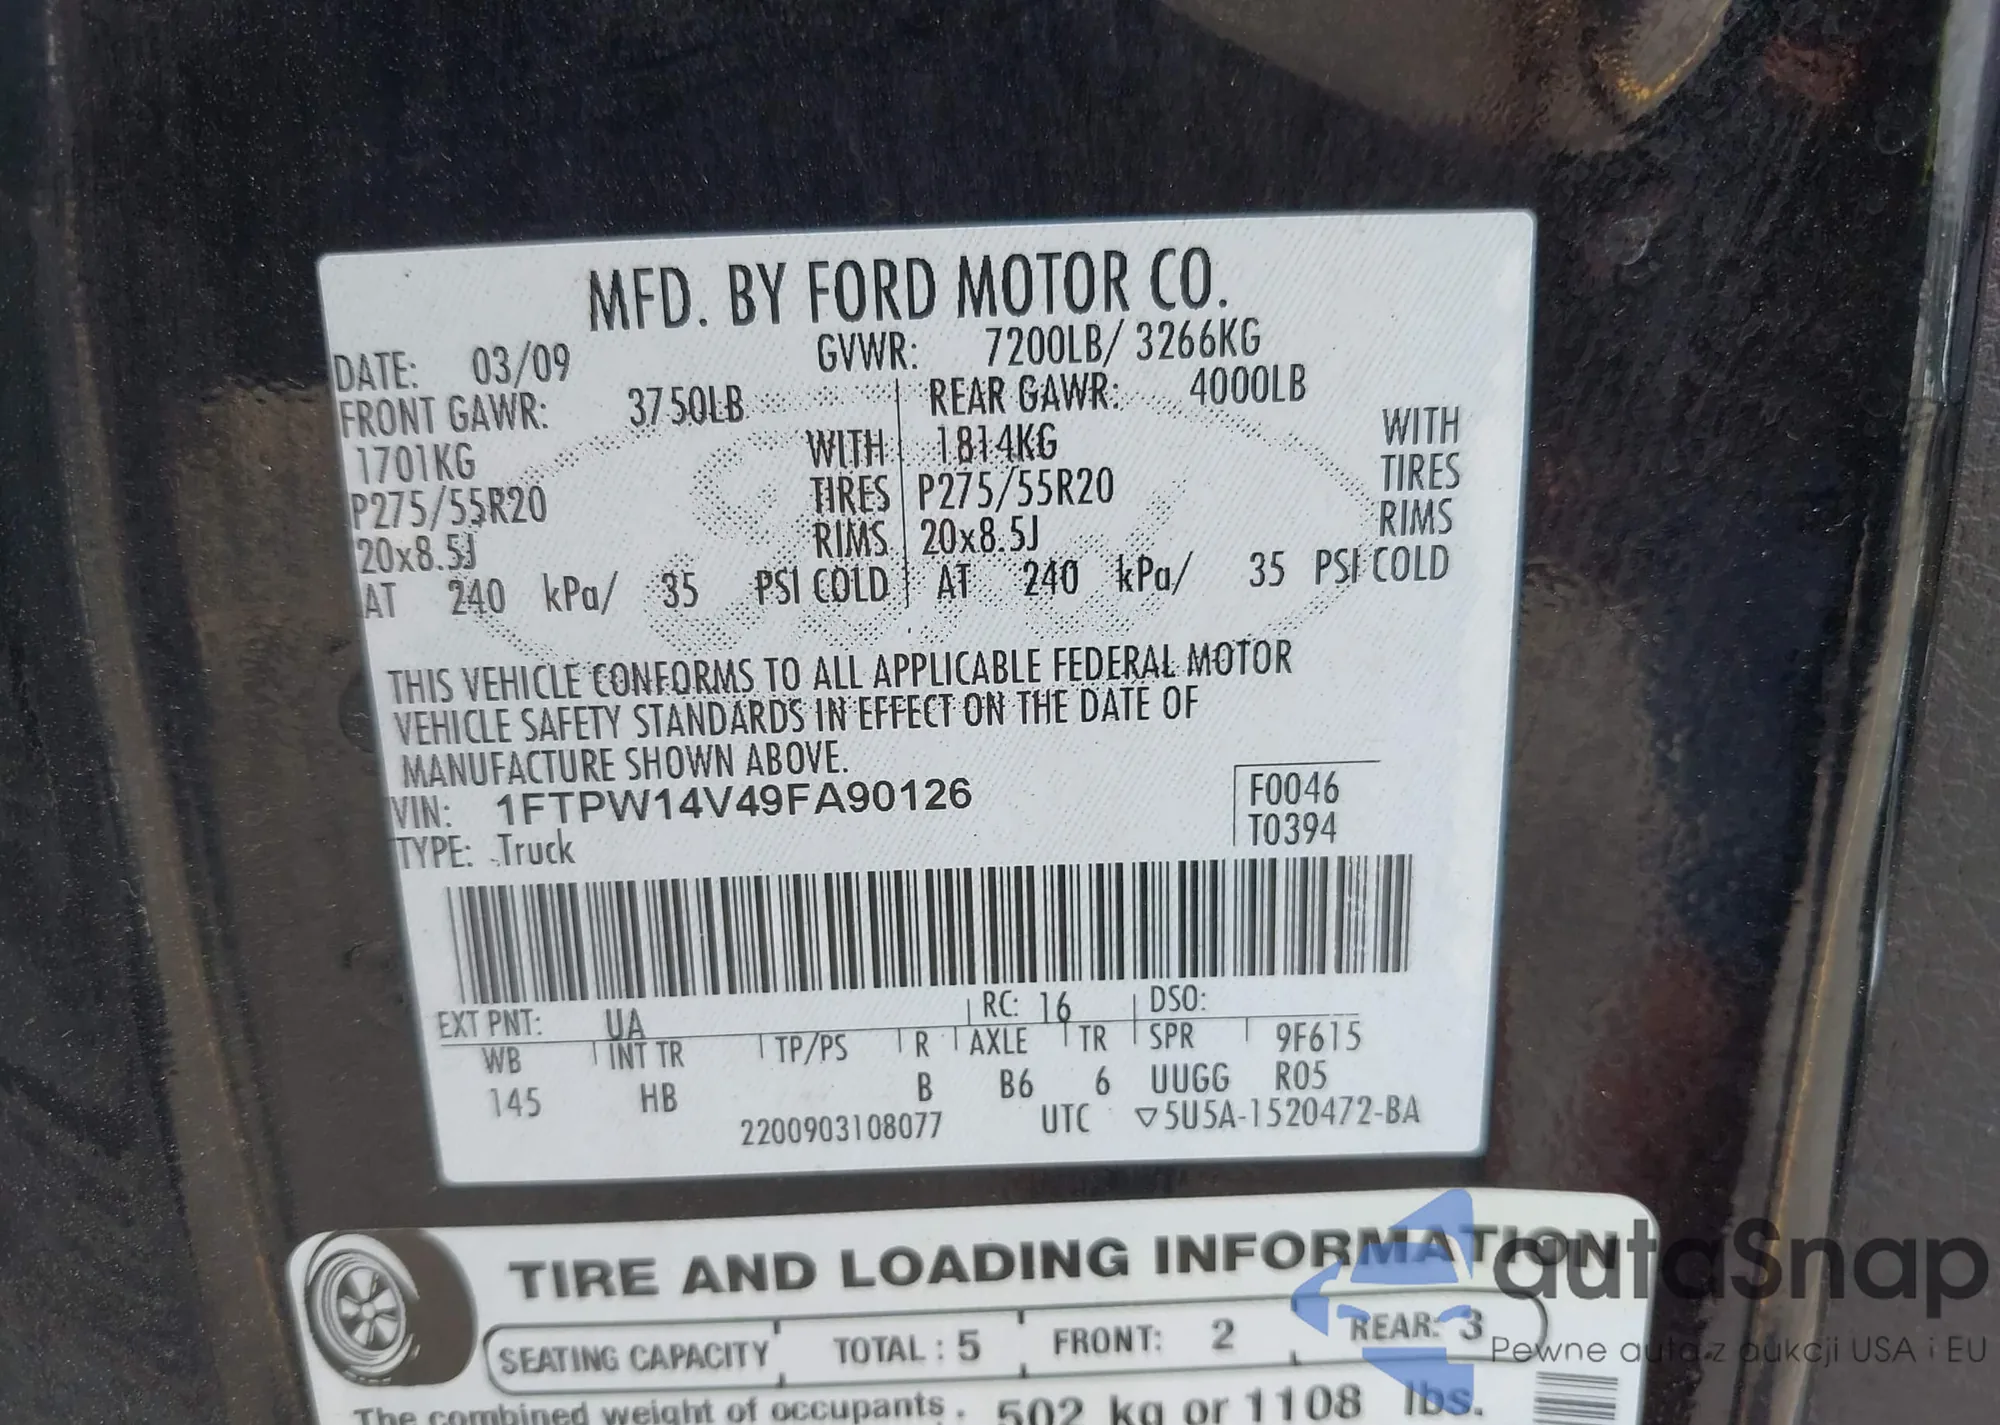 MFD. BY FORD MOTOR CO.
DATE: 03/09 GVWR: 7200LB/ 3266KG
FRONT GAWR: 3750LB REAR GAWR: 4000LB
1701KG WITH 1814KG WITH
P275/55R20 TIRES P275/55R20 TIRES
20x8.5J RIMS 20x8.5J RIMS
AT 240 kPa/ 35 PSI COLD AT 240 kPa/ 35 PSI COLD
THIS VEHICLE CONFORMS TO ALL APPLICABLE FEDERAL MOTOR
VEHICLE SAFETY STANDARDS IN EFFECT ON THE DATE OF
MANUFACTURE SHOWN ABOVE.
VIN: 1FTPW14V49FA90126 F0046
TYPE: Truck T0394
EXT PNT: UA RC: 16 DSO:
WB INT TR TP/PS R AXLE TR SPR 9F615
145 HB B B6 6 UUGG R05
2200903108077 UTC ▽5U5A-1520472-BA
TIRE AND LOADING INFORMATION
SEATING CAPACITY TOTAL : 5 FRONT: 2 REAR: 3
The combined weight of occupants 502 kg or 1108 lbs.
autaSnap
Pewne auta z aukcji USA i EU